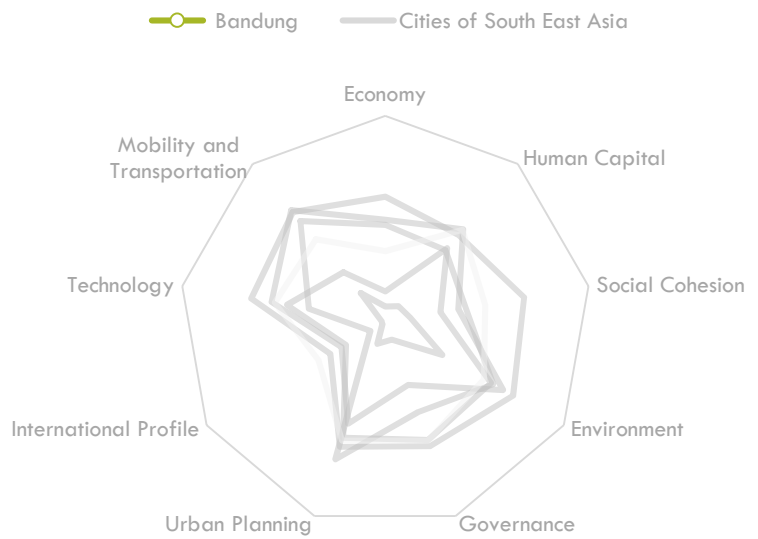 Bandung
Cities of South East Asia
Economy
Mobility and
Transportation
Human Capital
Technology
Social Cohesion
International Profile
Environment
Urban Planning
Governance